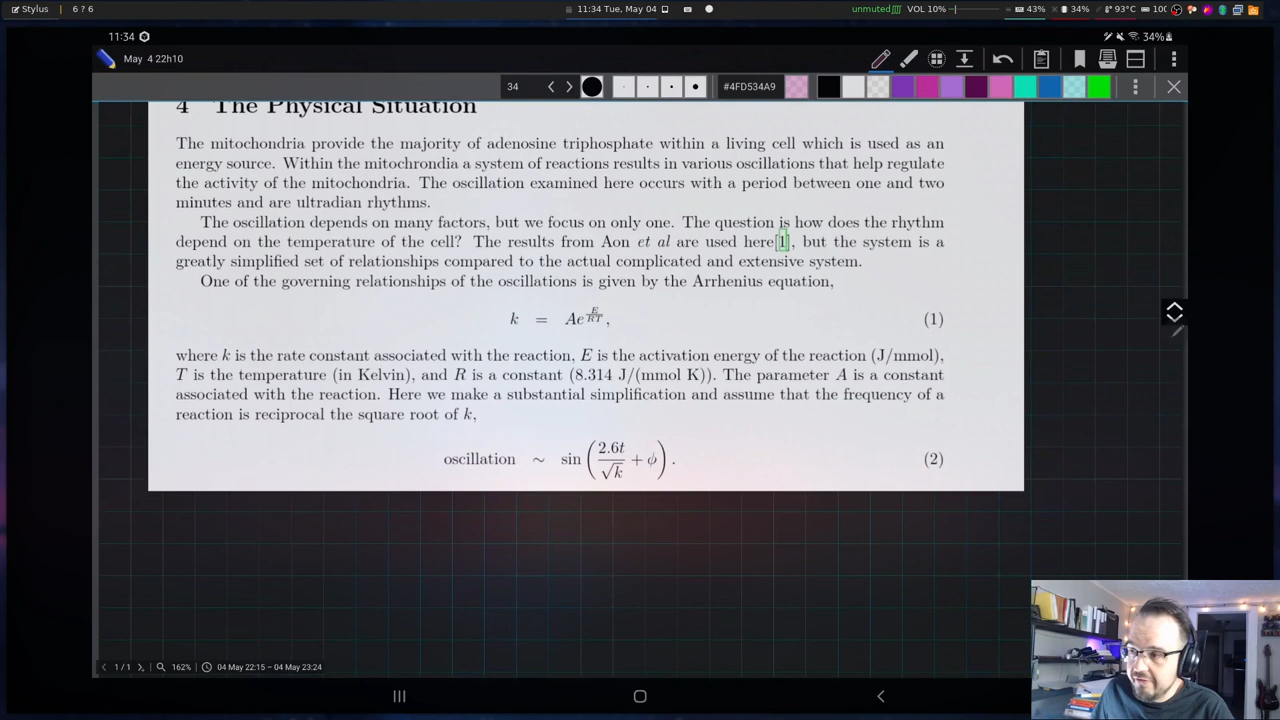 Stylus 6 ? 6 11:34 Tue, May 04 unmuted VOL 10% 43% 34% 93°C 100
11:34 34%
May 4 22h10
34 #4FD534A9
4 The Physical Situation
The mitochondria provide the majority of adenosine triphosphate within a living cell which is used as an
energy source. Within the mitochrondia a system of reactions results in various oscillations that help regulate
the activity of the mitochondria. The oscillation examined here occurs with a period between one and two
minutes and are ultradian rhythms.
The oscillation depends on many factors, but we focus on only one. The question is how does the rhythm
depend on the temperature of the cell? The results from Aon et al are used here[1], but the system is a
greatly simplified set of relationships compared to the actual complicated and extensive system.
One of the governing relationships of the oscillations is given by the Arrhenius equation,
k = Ae^{\frac{E}{RT}}, (1)
where k is the rate constant associated with the reaction, E is the activation energy of the reaction (J/mmol),
T is the temperature (in Kelvin), and R is a constant (8.314 J/(mmol K)). The parameter A is a constant
associated with the reaction. Here we make a substantial simplification and assume that the frequency of a
reaction is reciprocal the square root of k,
oscillation ∼ sin(\frac{2.6t}{\sqrt{k}} + ϕ). (2)
1 / 1 162% 04 May 22:15 – 04 May 23:24